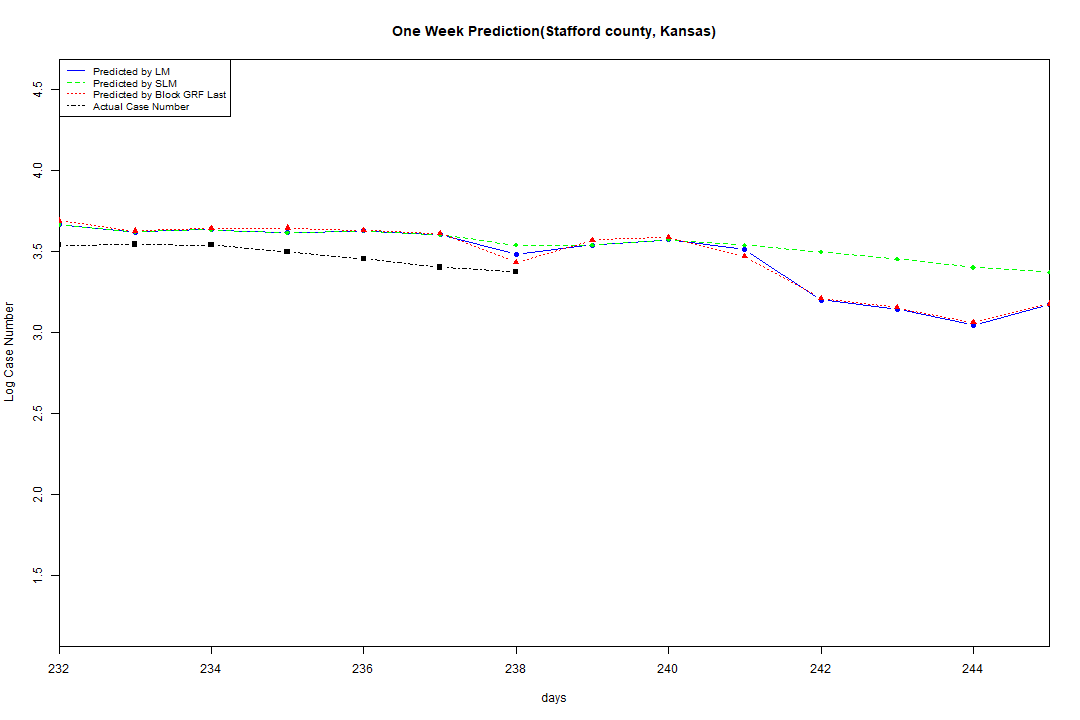 One Week Prediction(Stafford county, Kansas)
Predicted by LM
Predicted by SLM
Predicted by Block GRF Last
Actual Case Number
Log Case Number
4.5
4.0
3.5
3.0
2.5
2.0
1.5
232 234 236 238 240 242 244
days